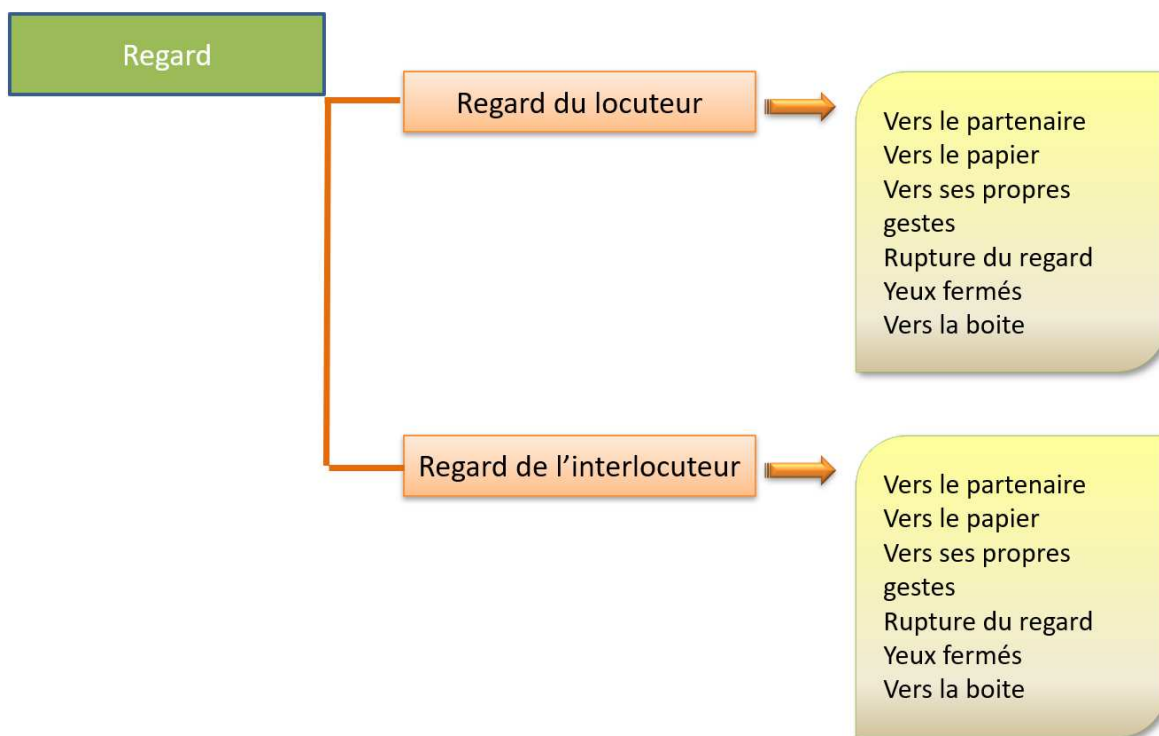 Regard
Regard du locuteur
Vers le partenaire
Vers le papier
Vers ses propres
gestes
Rupture du regard
Yeux fermés
Vers la boite
Regard de l’interlocuteur
Vers le partenaire
Vers le papier
Vers ses propres
gestes
Rupture du regard
Yeux fermés
Vers la boite